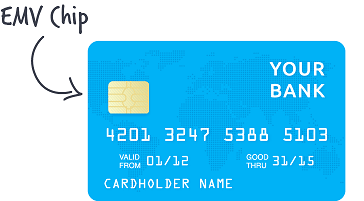 EMV Chip
YOUR
BANK
4201 3247 5388 5103
VALID
FROM 01/12
GOOD
THRU 31/15
CARDHOLDER NAME